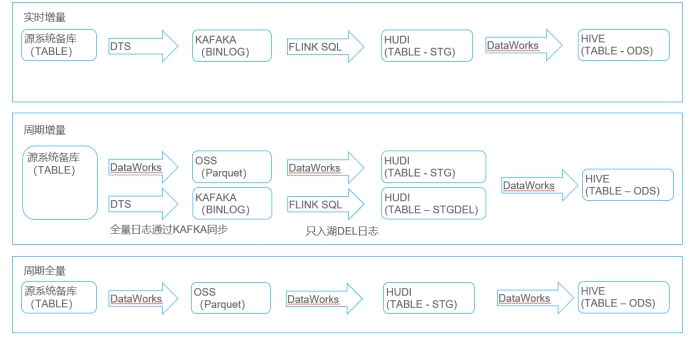 实时增量
源系统备库
(TABLE)
DTS
KAFAKA
(BINLOG)
FLINK SQL
HUDI
(TABLE - STG)
DataWorks
HIVE
(TABLE - ODS)
周期增量
源系统备库
(TABLE)
DataWorks
OSS
(Parquet)
DataWorks
HUDI
(TABLE - STG)
DTS
KAFAKA
(BINLOG)
FLINK SQL
HUDI
(TABLE – STGDEL)
DataWorks
HIVE
(TABLE – ODS)
全量日志通过KAFKA同步
只入湖DEL日志
周期全量
源系统备库
(TABLE)
DataWorks
OSS
(Parquet)
DataWorks
HUDI
(TABLE - STG)
DataWorks
HIVE
(TABLE – ODS)